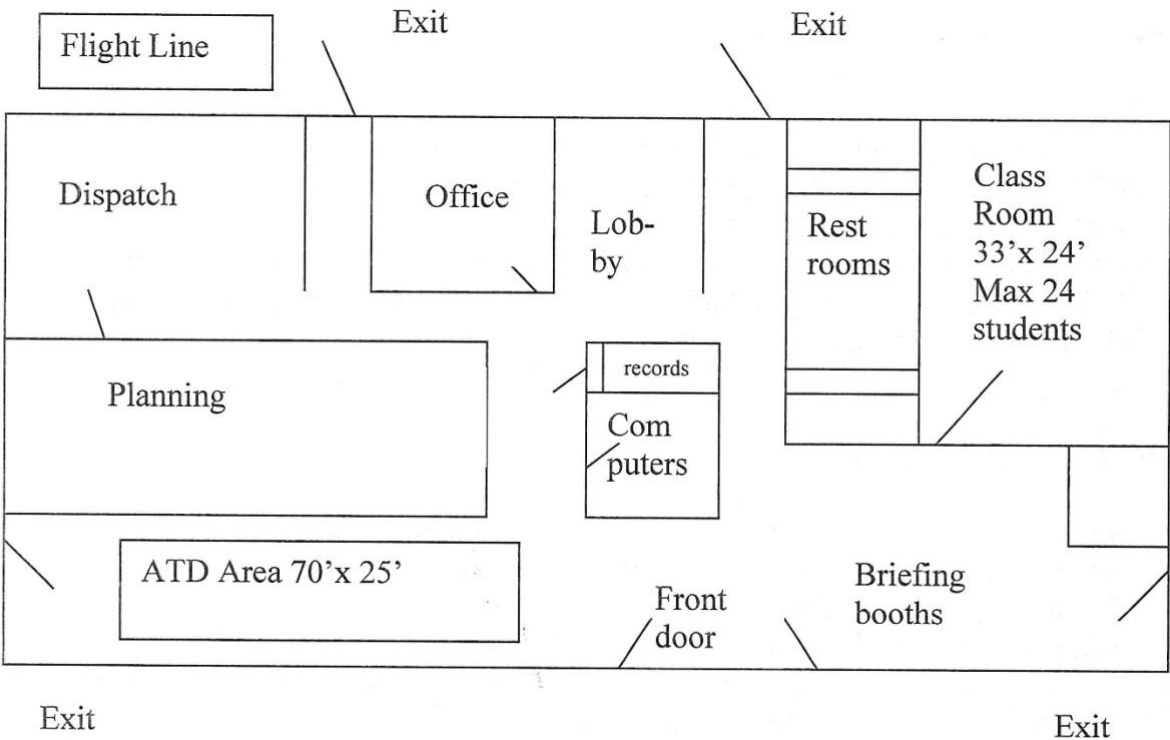 Exit
Exit
Flight Line
Dispatch
Office
Lob-
by
Rest
rooms
Class
Room
33’x 24’
Max 24
students
Planning
records
Com
puters
ATD Area 70’x 25’
Front
door
Briefing
booths
Exit
Exit